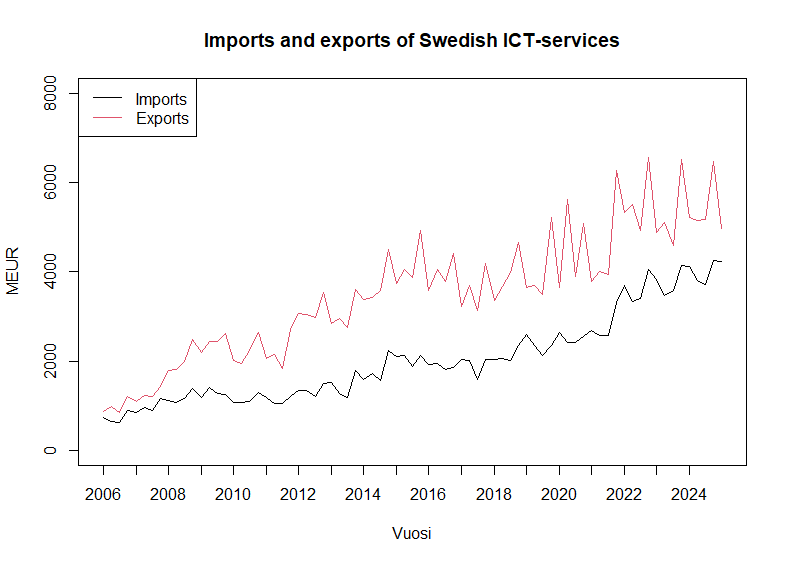 Imports and exports of Swedish ICT-services
Imports
Exports
MEUR
8000
6000
4000
2000
0
2006 2008 2010 2012 2014 2016 2018 2020 2022 2024
Vuosi